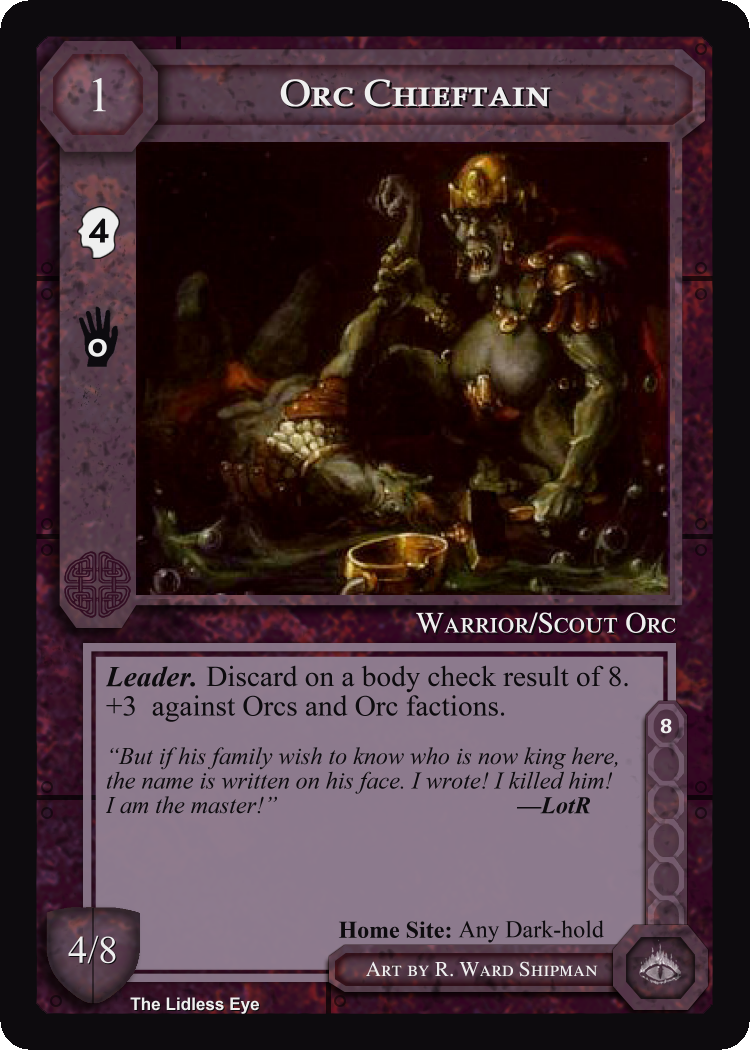 1
Orc Chieftain
4
0
Warrior/Scout Orc
Leader. Discard on a body check result of 8.
+3 against Orcs and Orc factions.
8
“But if his family wish to know who is now king here,
the name is written on his face. I wrote! I killed him!
I am the master!” —LotR
Home Site: Any Dark-hold
4/8
Art by R. Ward Shipman
The Lidless Eye